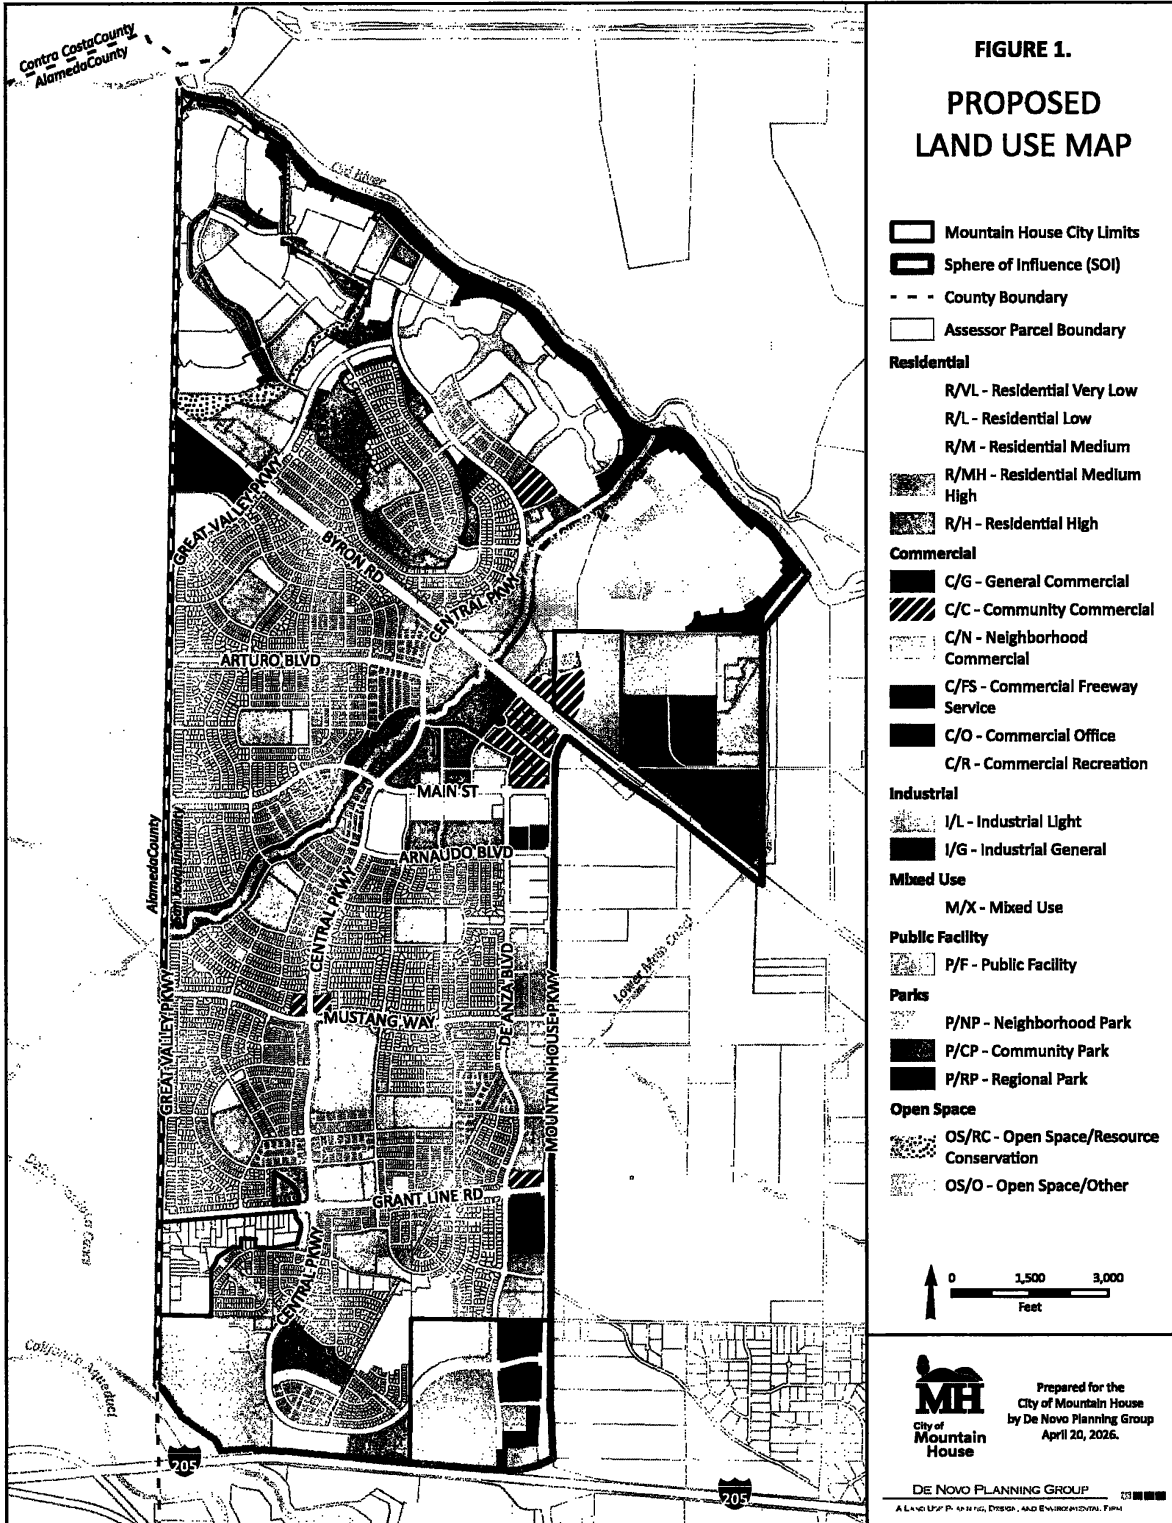 Contra Costa County
Alameda County
Old River
GREAT VALLEY PKWY
BYRON RD
CENTRAL PKWY
ARTURO BLVD
MAIN ST
ARNAUDO BLVD
Alameda County
San Joaquin County
CENTRAL PKWY
DE ANZA BLVD
MOUNTAIN HOUSE PKWY
Lower Main Canal
MUSTANG WAY
GREAT VALLEY PKWY
GRANT LINE RD
CENTRAL PKWY
California Aqueduct
205
205
FIGURE 1.
PROPOSED
LAND USE MAP
Mountain House City Limits
Sphere of Influence (SOI)
County Boundary
Assessor Parcel Boundary
Residential
R/VL - Residential Very Low
R/L - Residential Low
R/M - Residential Medium
R/MH - Residential Medium
High
R/H - Residential High
Commercial
C/G - General Commercial
C/C - Community Commercial
C/N - Neighborhood
Commercial
C/FS - Commercial Freeway
Service
C/O - Commercial Office
C/R - Commercial Recreation
Industrial
I/L - Industrial Light
I/G - Industrial General
Mixed Use
M/X - Mixed Use
Public Facility
P/F - Public Facility
Parks
P/NP - Neighborhood Park
P/CP - Community Park
P/RP - Regional Park
Open Space
OS/RC - Open Space/Resource
Conservation
OS/O - Open Space/Other
0 1,500 3,000
Feet
MH
City of
Mountain
House
Prepared for the
City of Mountain House
by De Novo Planning Group
April 20, 2026.
DE NOVO PLANNING GROUP
A LAND USE PLANNING, DESIGN, AND ENVIRONMENTAL FIRM